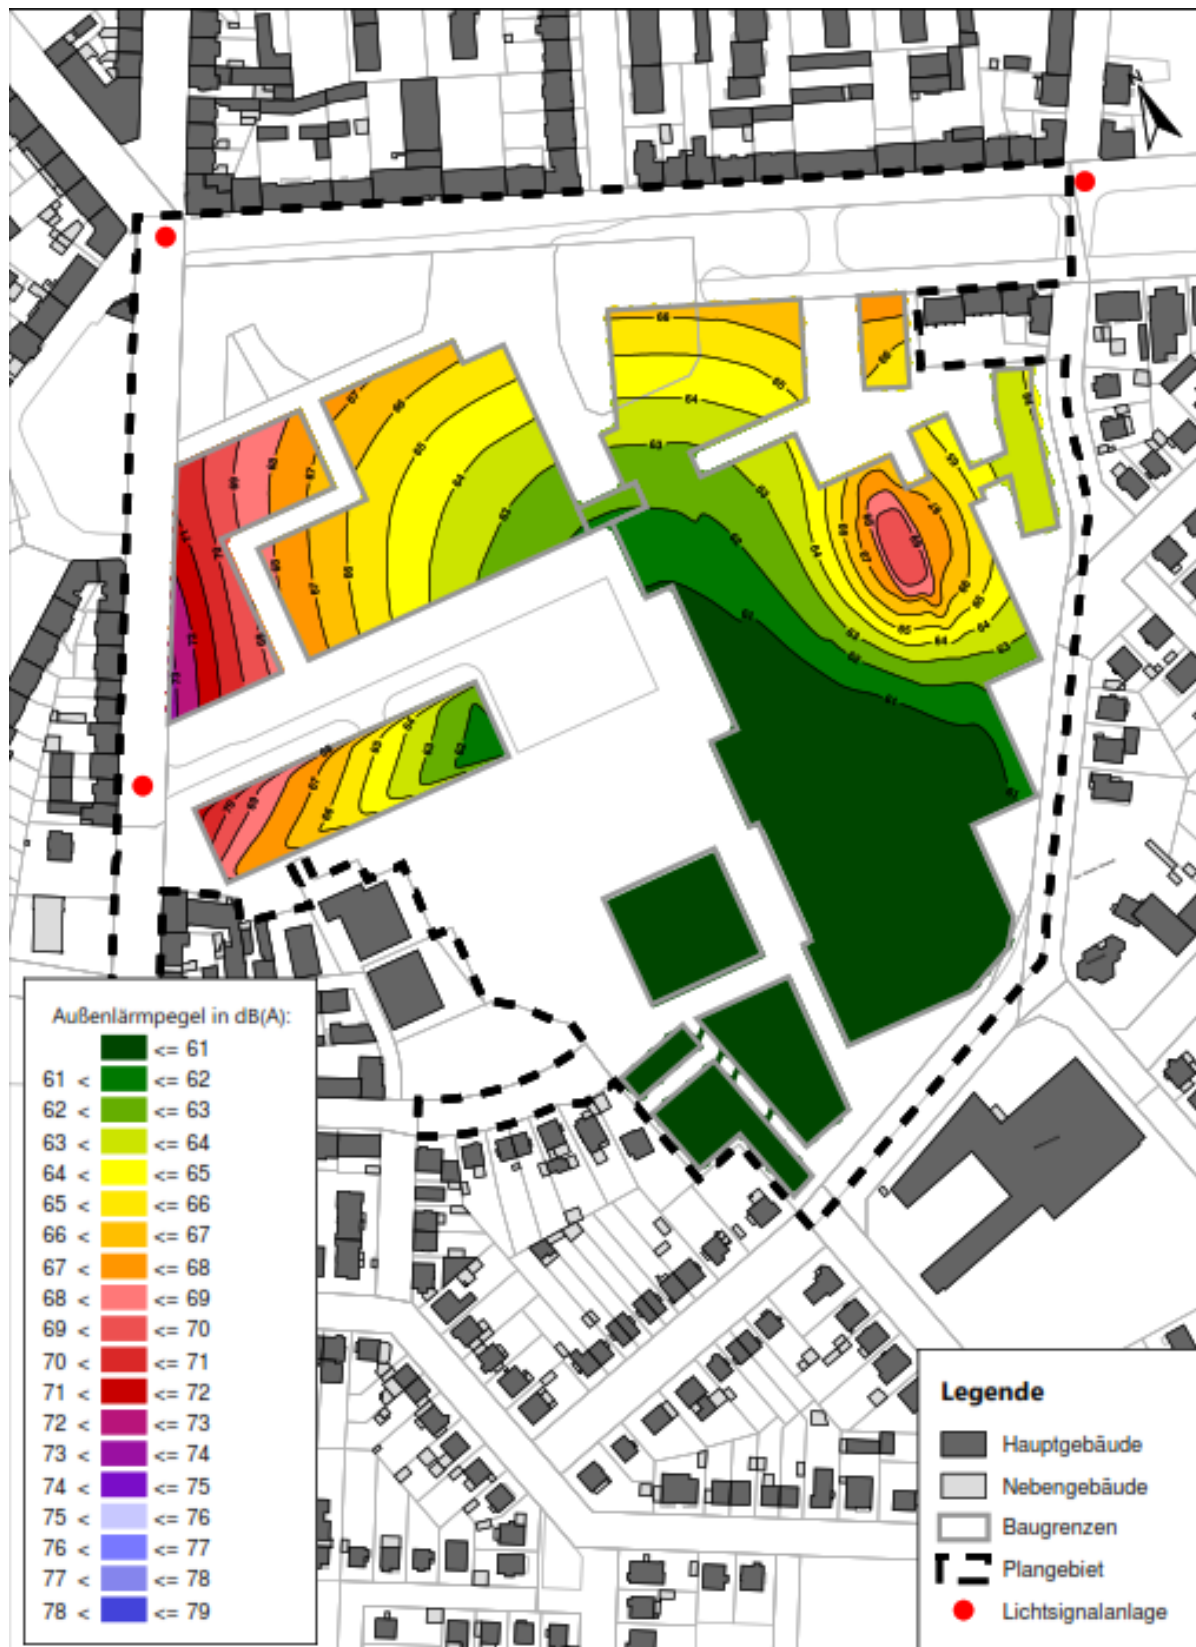 Außenlärmpegel in dB(A):
<= 61
61 < <= 62
62 < <= 63
63 < <= 64
64 < <= 65
65 < <= 66
66 < <= 67
67 < <= 68
68 < <= 69
69 < <= 70
70 < <= 71
71 < <= 72
72 < <= 73
73 < <= 74
74 < <= 75
75 < <= 76
76 < <= 77
77 < <= 78
78 < <= 79
Legende
Hauptgebäude
Nebengebäude
Baugrenzen
Plangebiet
Lichtsignalanlage